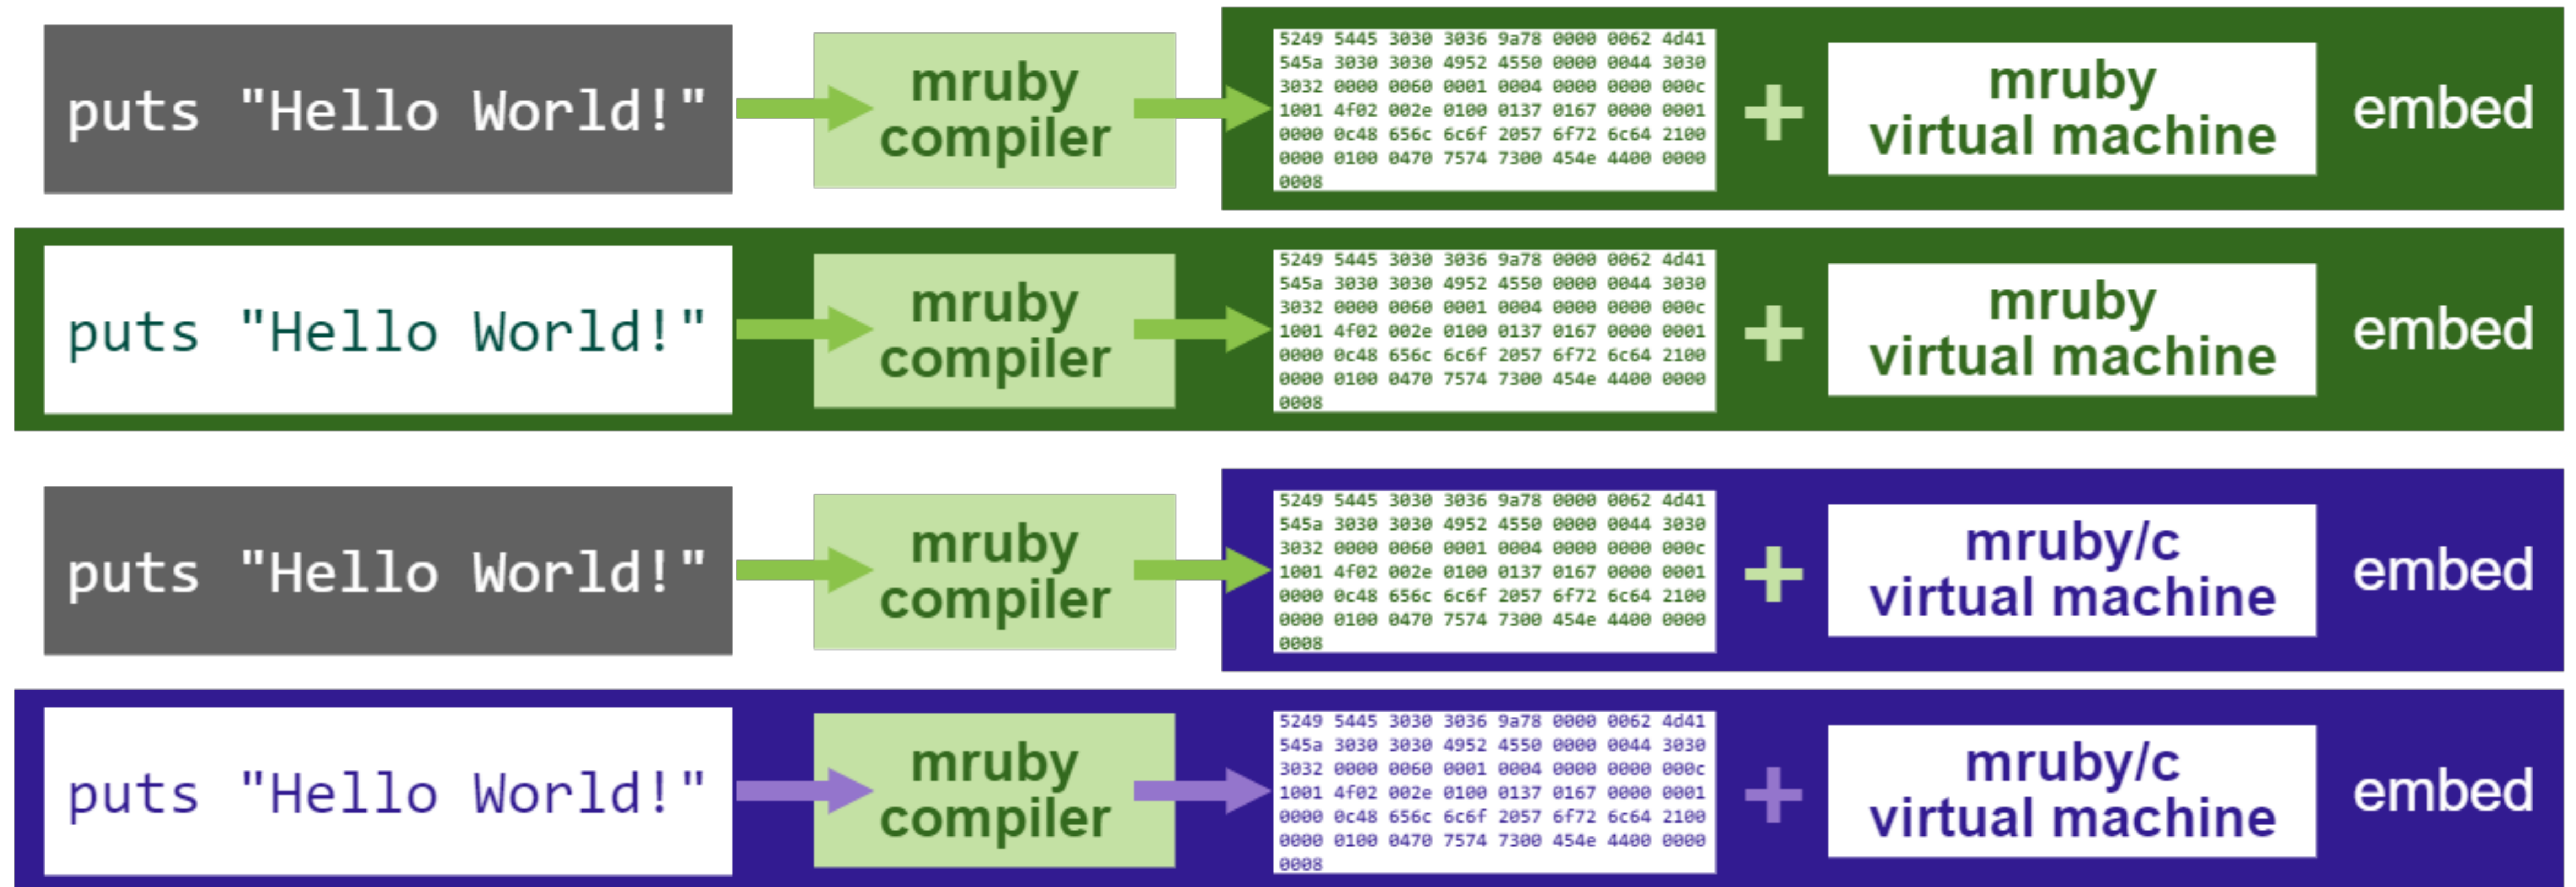 puts "Hello World!"
mruby
compiler
5249 5445 3030 3036 9a78 0000 0062 4d41
545a 3030 3030 4952 4550 0000 0044 3030
3032 0000 0060 0001 0004 0000 0000 000c
1001 4f02 002e 0100 0137 0167 0000 0001
0000 0c48 656c 6c6f 2057 6f72 6c64 2100
0000 0100 0470 7574 7300 454e 4400 0000
0008
+
mruby
virtual machine
embed
puts "Hello World!"
mruby
compiler
5249 5445 3030 3036 9a78 0000 0062 4d41
545a 3030 3030 4952 4550 0000 0044 3030
3032 0000 0060 0001 0004 0000 0000 000c
1001 4f02 002e 0100 0137 0167 0000 0001
0000 0c48 656c 6c6f 2057 6f72 6c64 2100
0000 0100 0470 7574 7300 454e 4400 0000
0008
+
mruby
virtual machine
embed
puts "Hello World!"
mruby
compiler
5249 5445 3030 3036 9a78 0000 0062 4d41
545a 3030 3030 4952 4550 0000 0044 3030
3032 0000 0060 0001 0004 0000 0000 000c
1001 4f02 002e 0100 0137 0167 0000 0001
0000 0c48 656c 6c6f 2057 6f72 6c64 2100
0000 0100 0470 7574 7300 454e 4400 0000
0008
+
mruby/c
virtual machine
embed
puts "Hello World!"
mruby
compiler
5249 5445 3030 3036 9a78 0000 0062 4d41
545a 3030 3030 4952 4550 0000 0044 3030
3032 0000 0060 0001 0004 0000 0000 000c
1001 4f02 002e 0100 0137 0167 0000 0001
0000 0c48 656c 6c6f 2057 6f72 6c64 2100
0000 0100 0470 7574 7300 454e 4400 0000
0008
+
mruby/c
virtual machine
embed